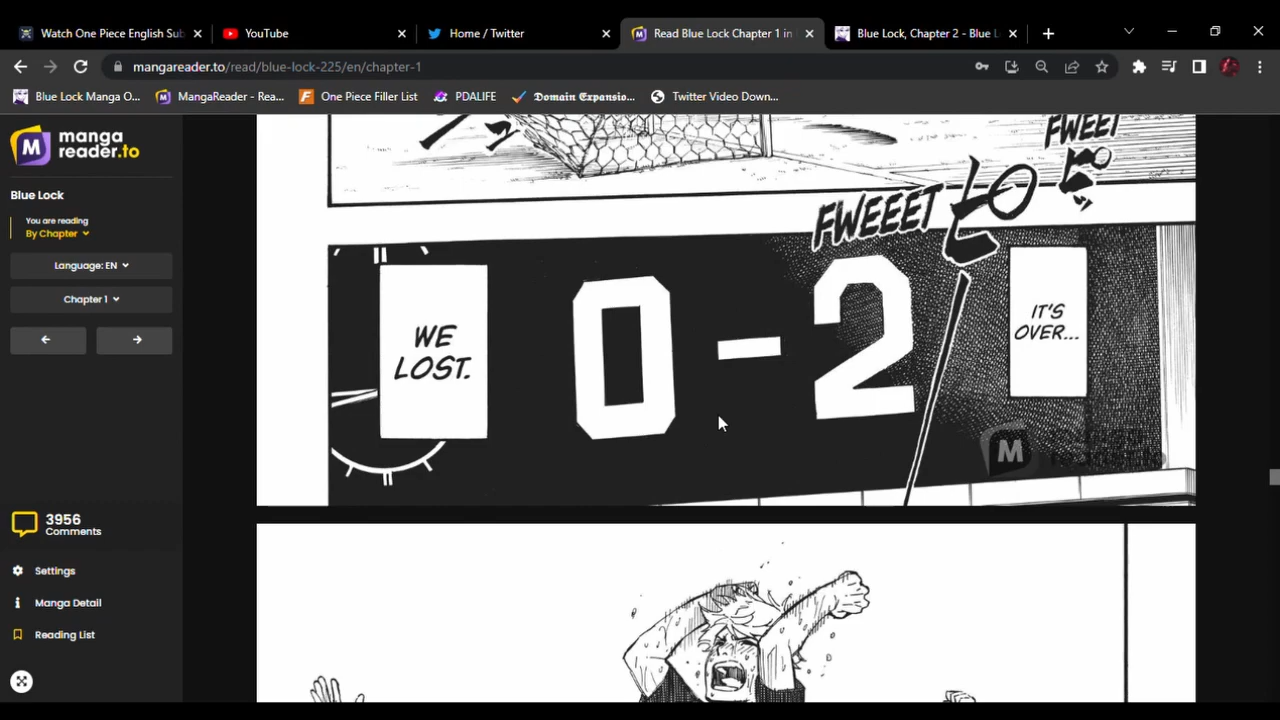 Watch One Piece English Sub
YouTube
Home / Twitter
Read Blue Lock Chapter 1 in
Blue Lock, Chapter 2 - Blue L
mangareader.to/read/blue-lock-225/en/chapter-1
Blue Lock Manga O...
MangaReader - Rea...
One Piece Filler List
PDALIFE
𝕯𝖔𝖒𝖆𝖎𝖓 𝕰𝖝𝖕𝖆𝖓𝖘𝖎𝖔...
Twitter Video Down...
manga
reader.to
Blue Lock
You are reading
By Chapter
Language: EN
Chapter 1
3956
Comments
Settings
Manga Detail
Reading List
FWEET
FWEEET
WE
LOST.
0-2
IT'S
OVER...
M